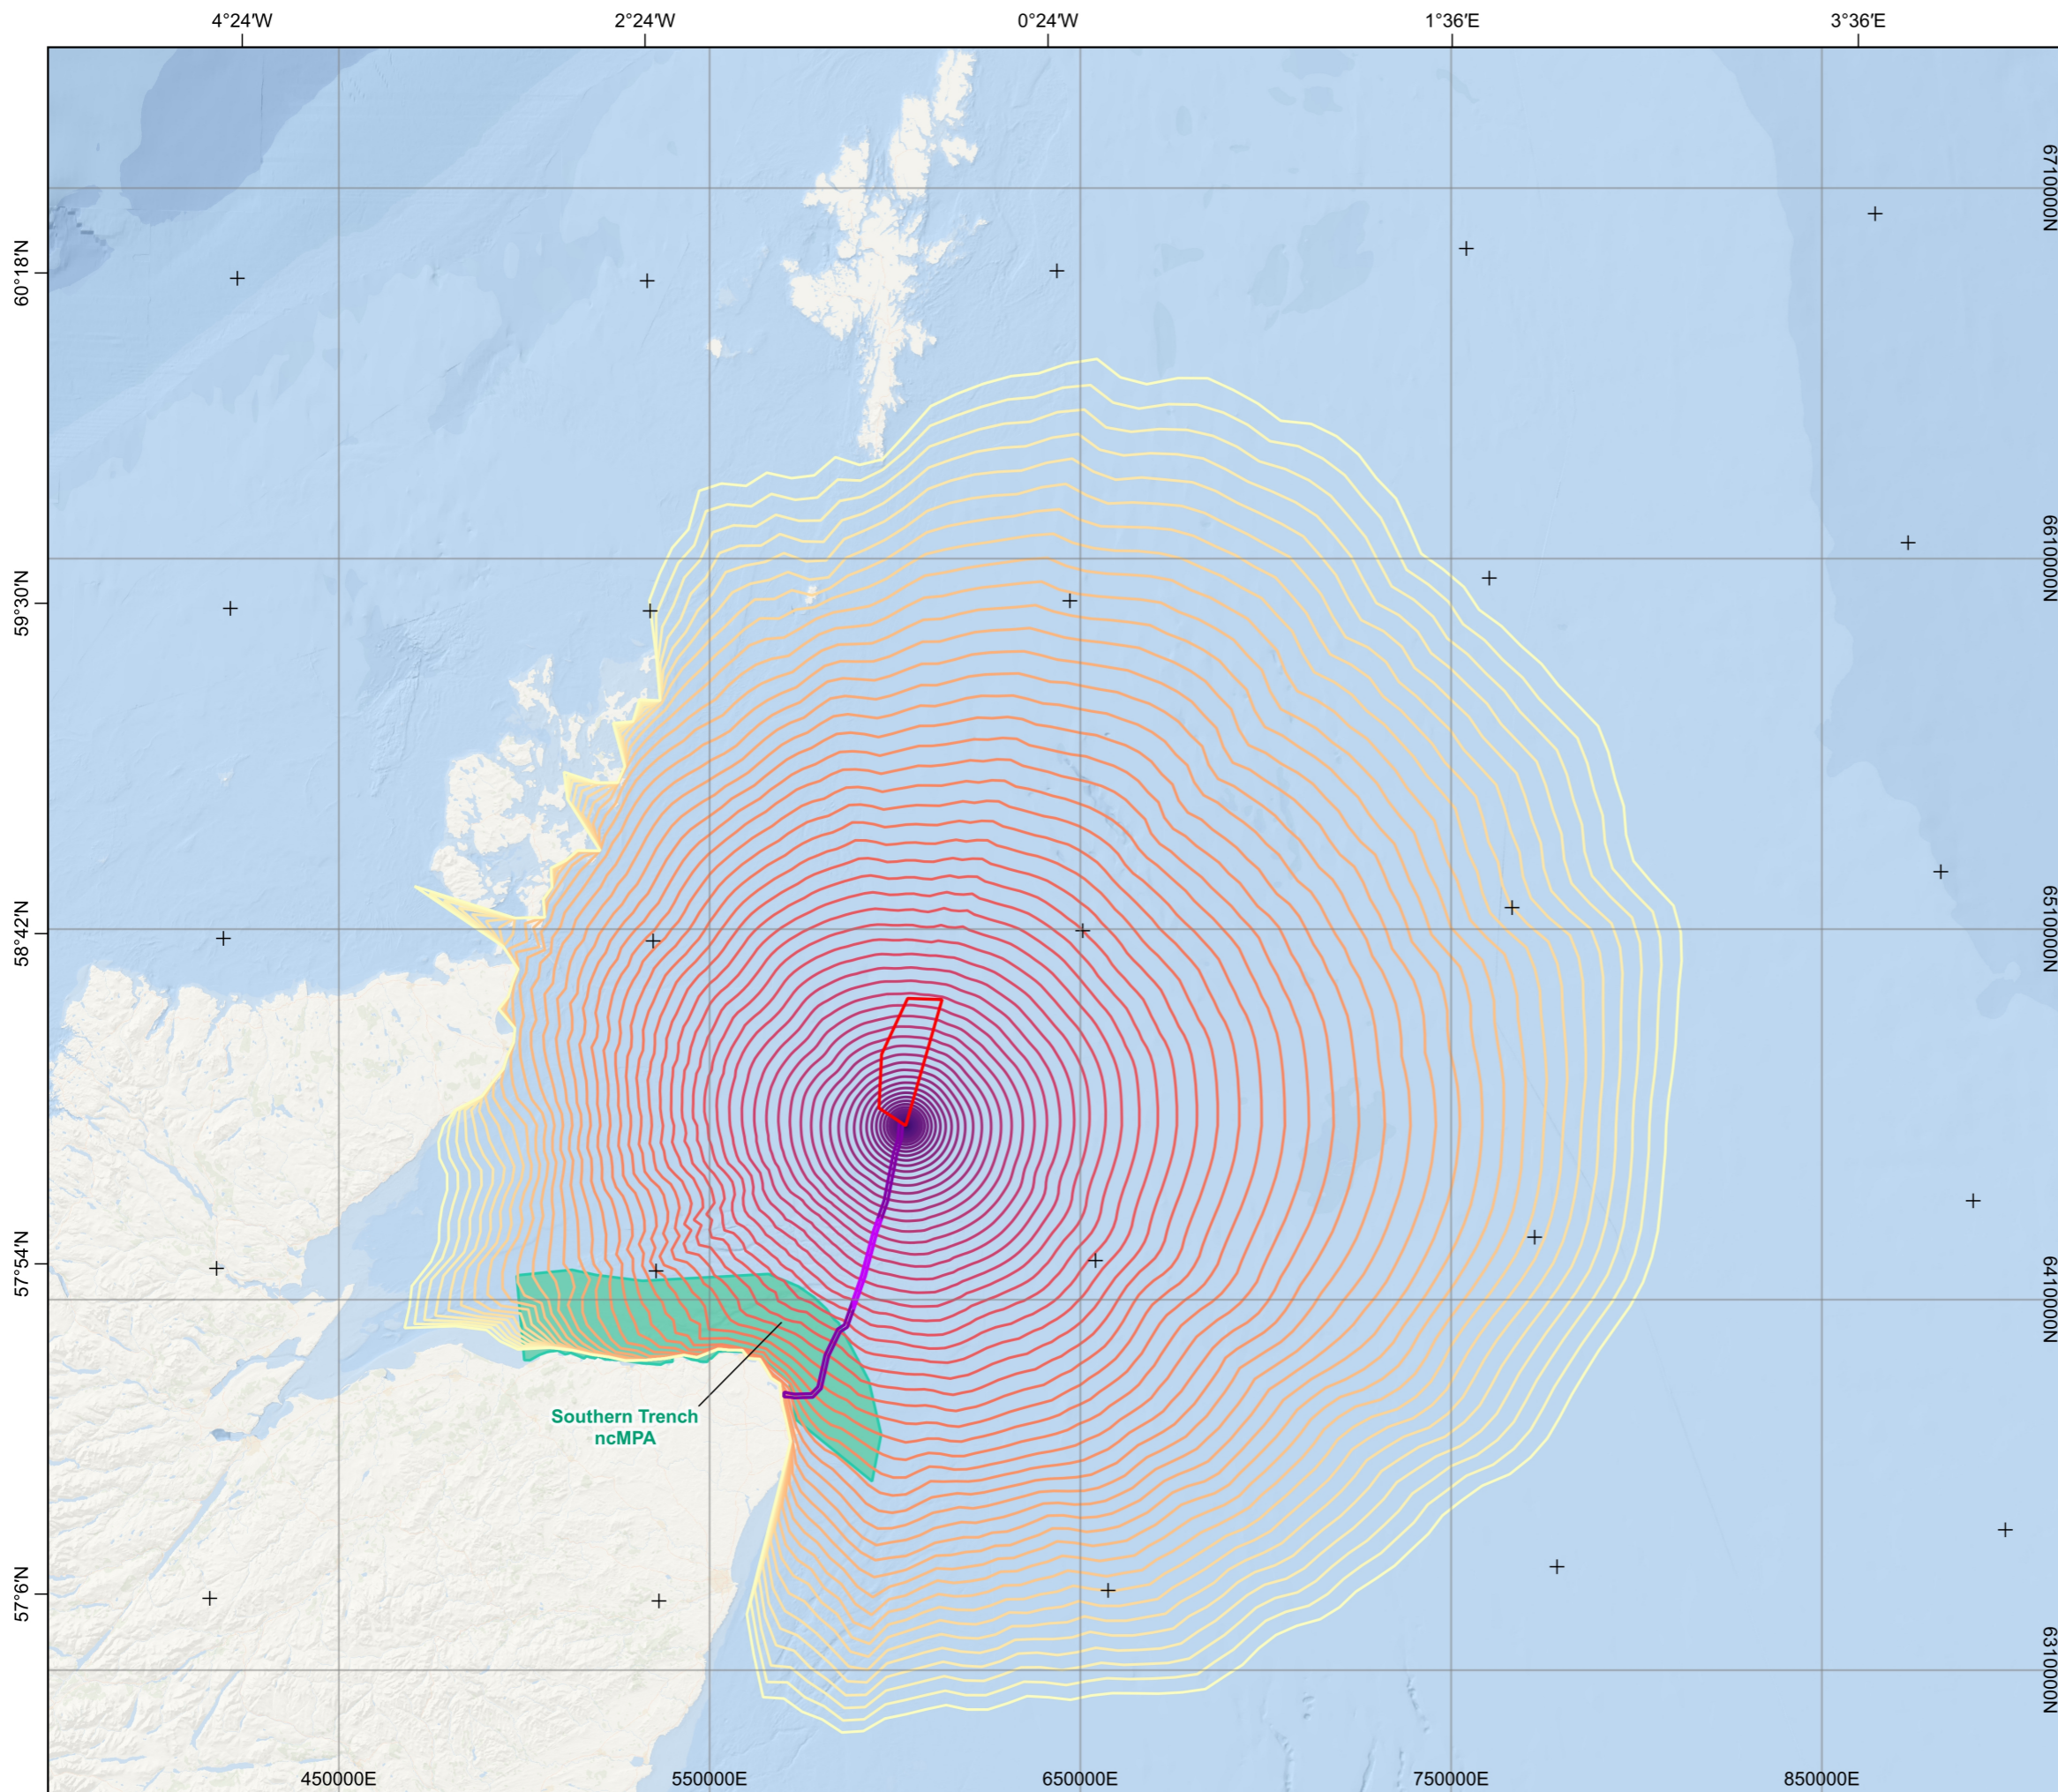 4°24'W
2°24'W
0°24'W
1°36'E
3°36'E
60°18'N
59°30'N
58°42'N
57°54'N
57°6'N
6710000N
6610000N
6510000N
6410000N
6310000N
Southern Trench
ncMPA
450000E
550000E
650000E
750000E
850000E